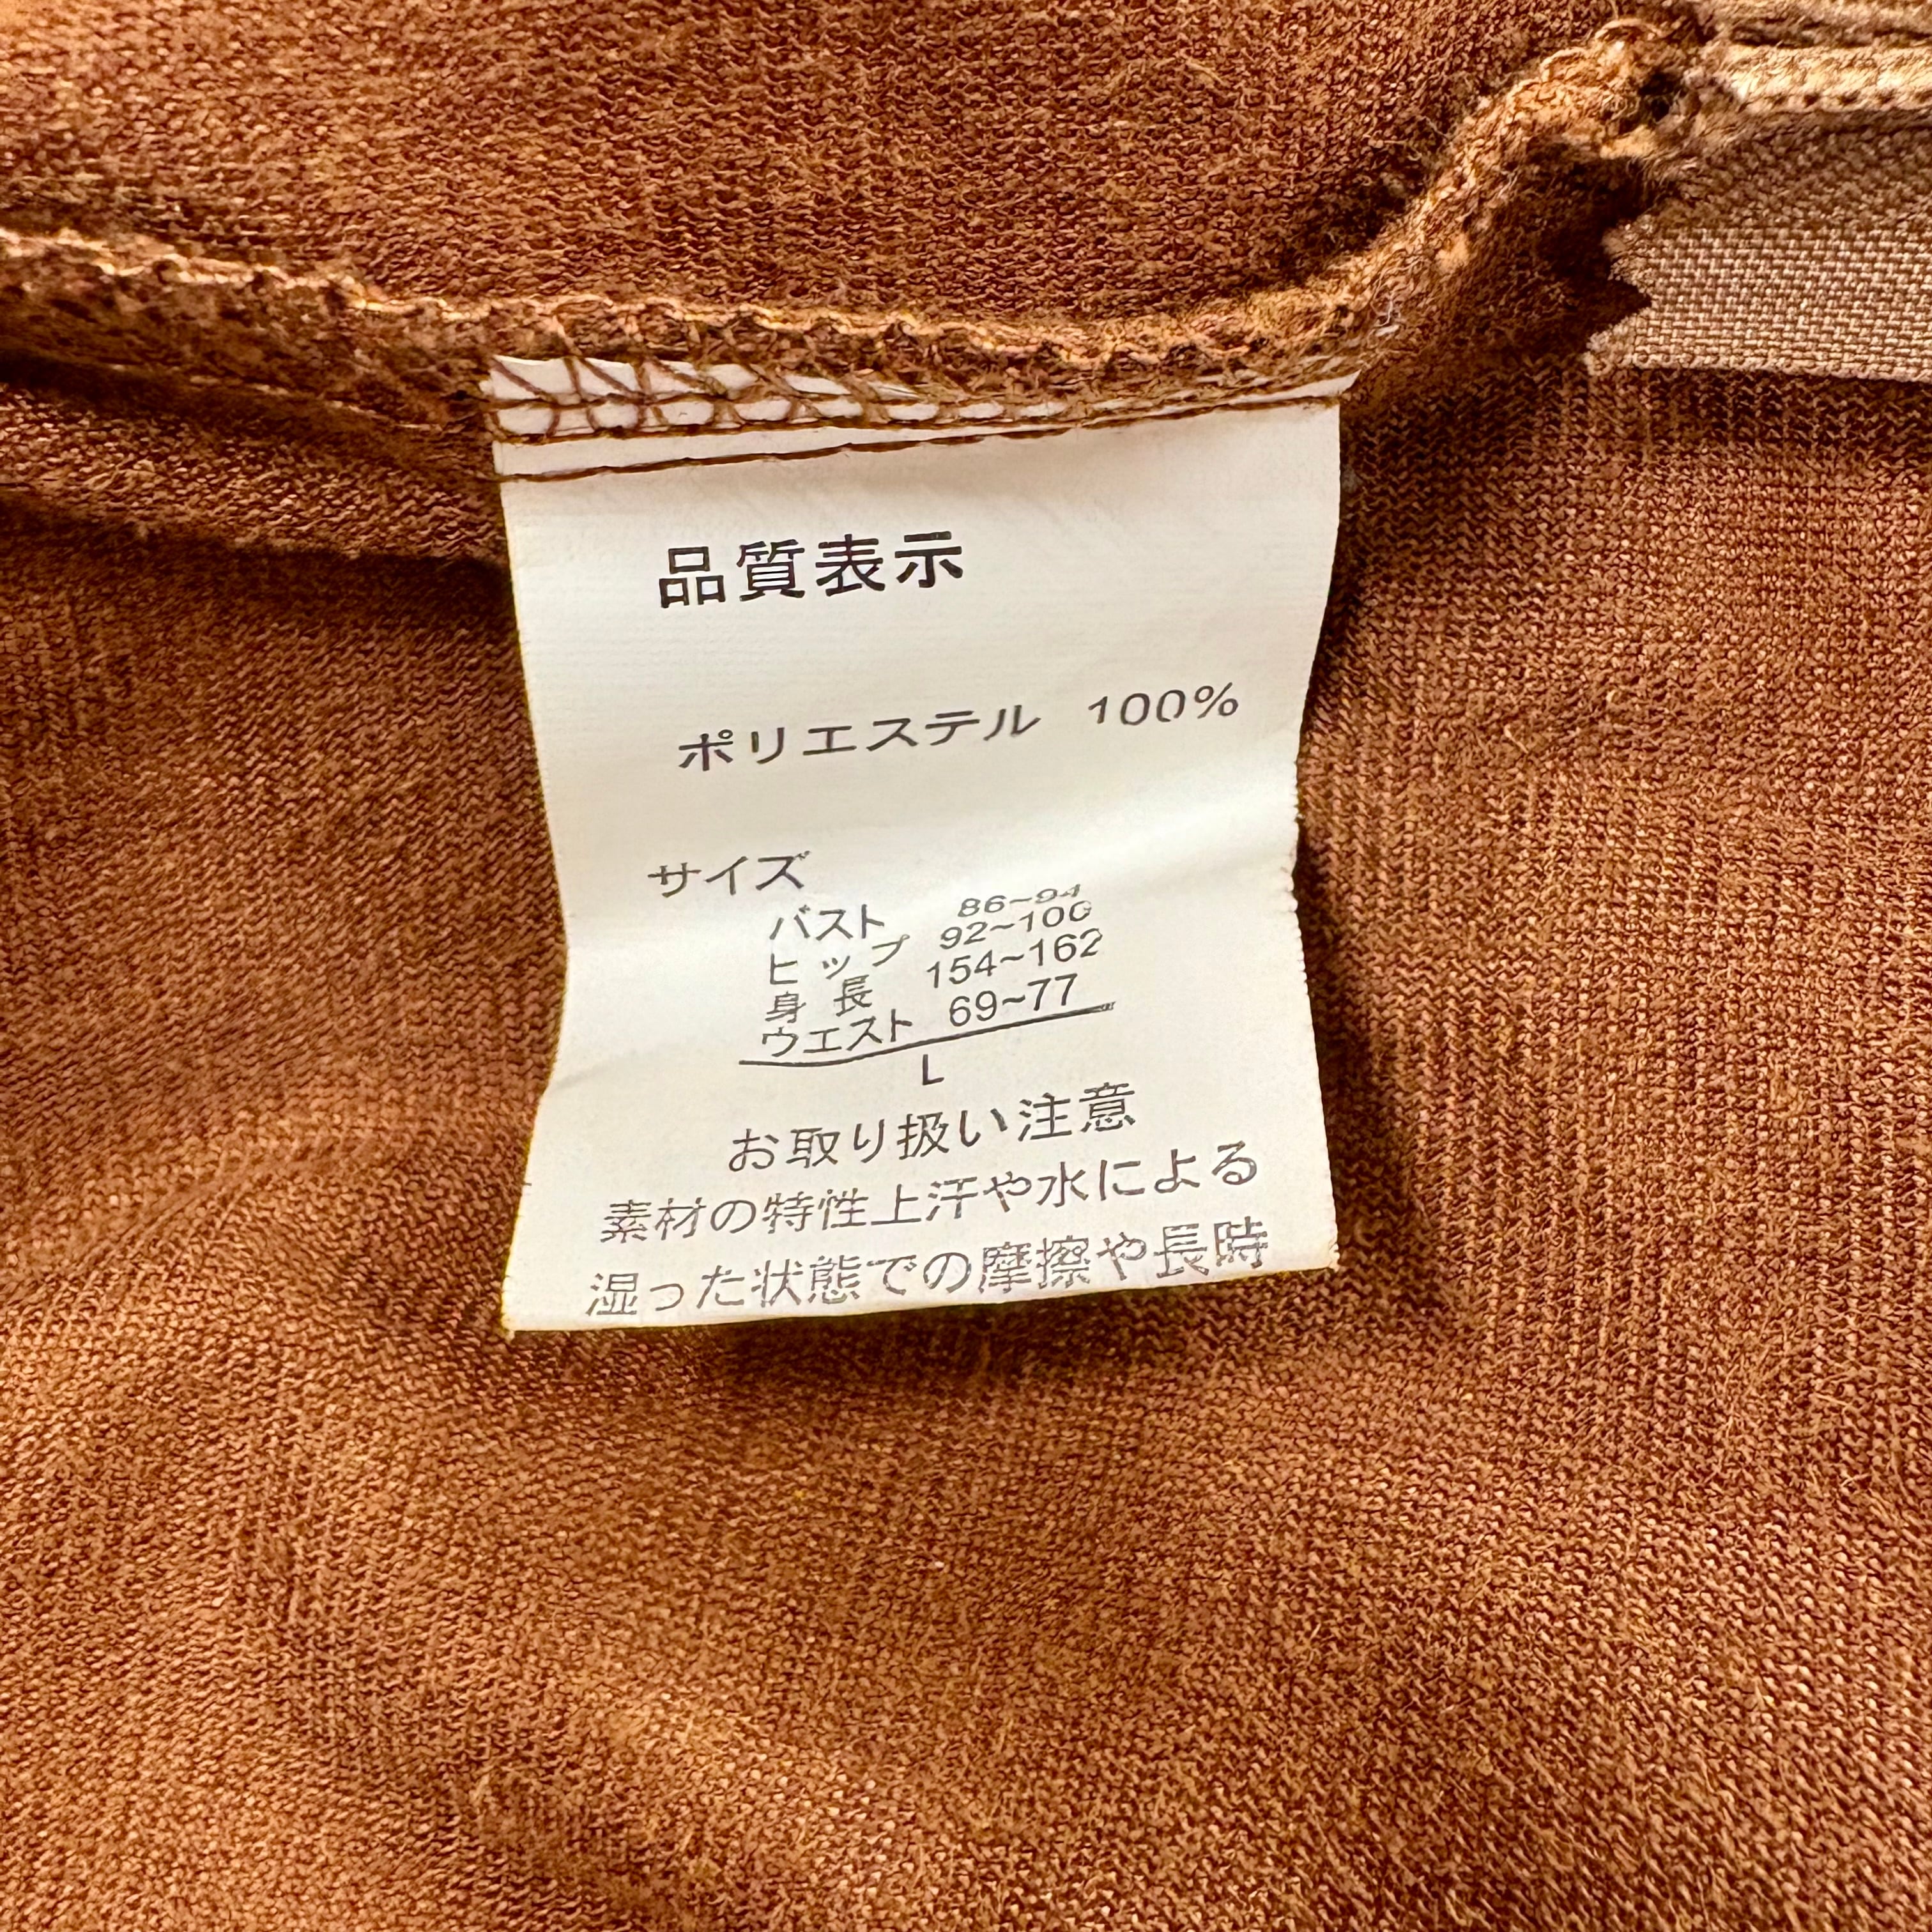 品質表示
ポリエステル 100%
サイズ
バスト 86~94
ヒップ 92~100
身長 154~162
ウエスト 69~77
L
お取り扱い注意
素材の特性上汗や水による
湿った状態での摩擦や長時